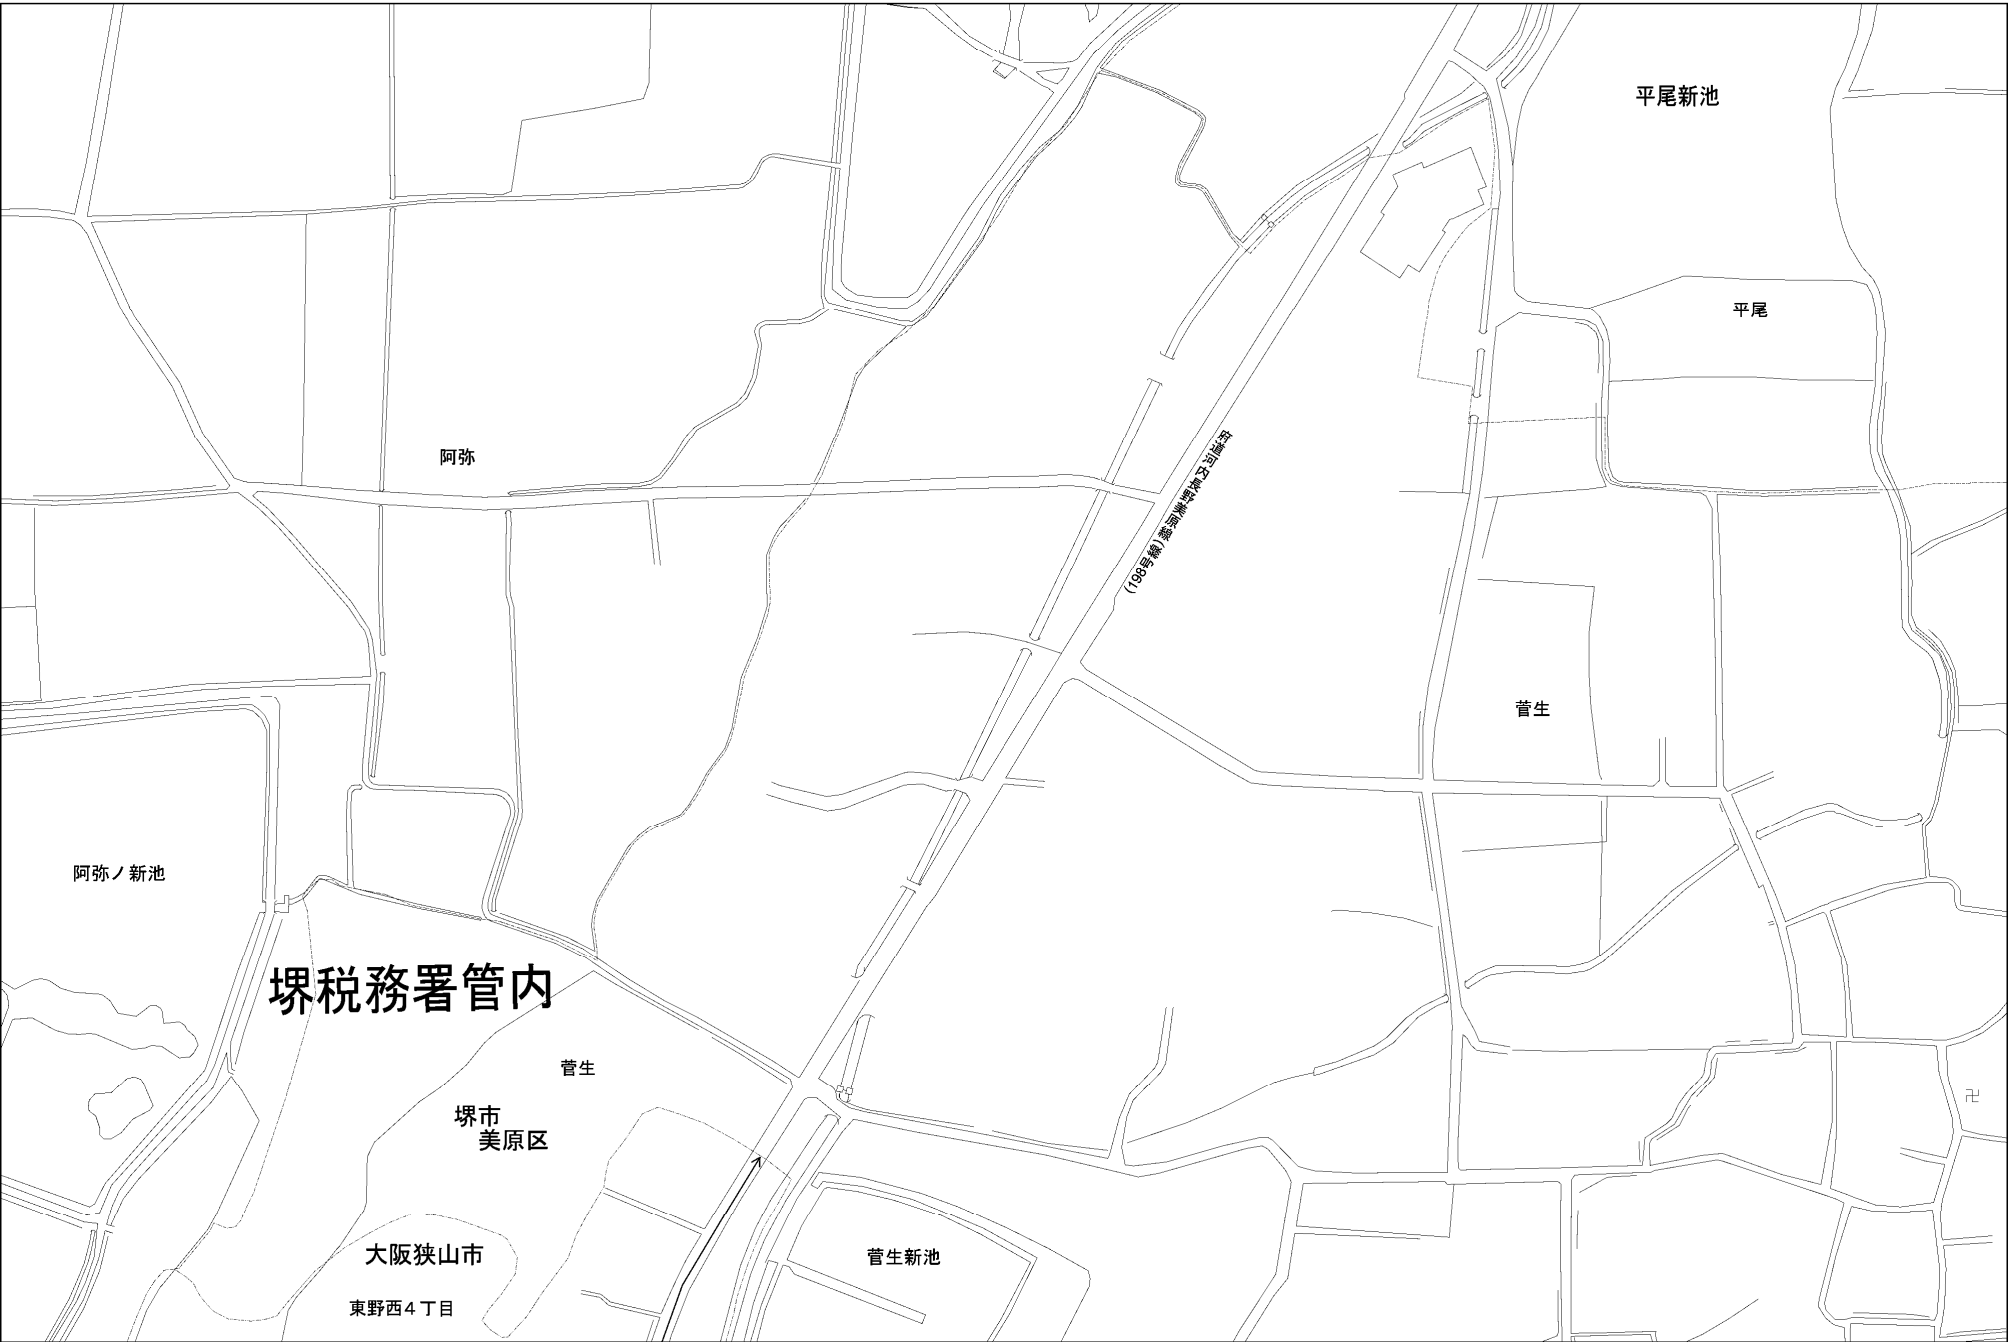 平尾新池
平尾
阿弥
府道河内長野美原線(198号線)
菅生
阿弥ノ新池
堺税務署管内
菅生
堺市
美原区
大阪狭山市
菅生新池
東野西4丁目